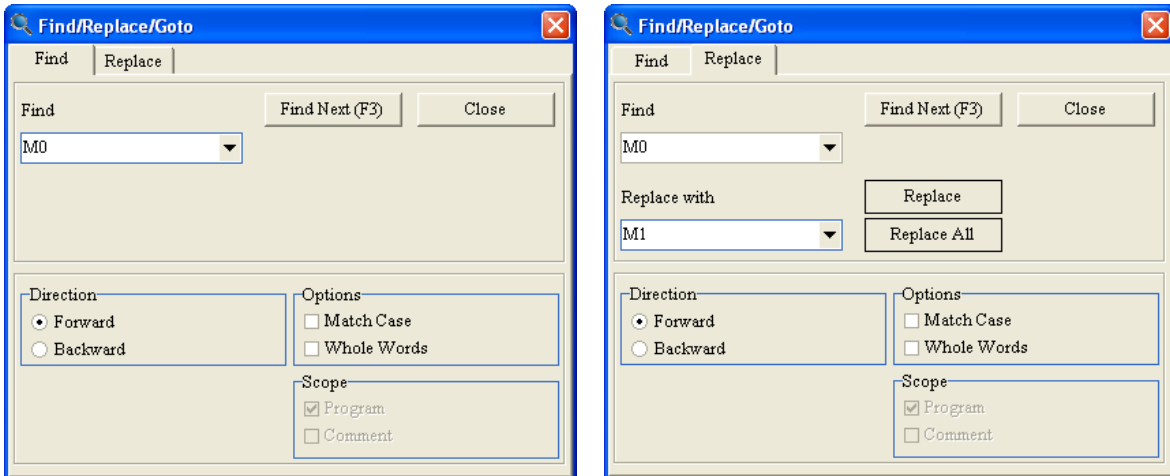 Find/Replace/Goto
Find Replace
Find Find Next (F3) Close
M0
Direction
Forward
Backward
Options
Match Case
Whole Words
Scope
Program
Comment
Find/Replace/Goto
Find Replace
Find Find Next (F3) Close
M0
Replace with Replace
M1 Replace All
Direction
Forward
Backward
Options
Match Case
Whole Words
Scope
Program
Comment